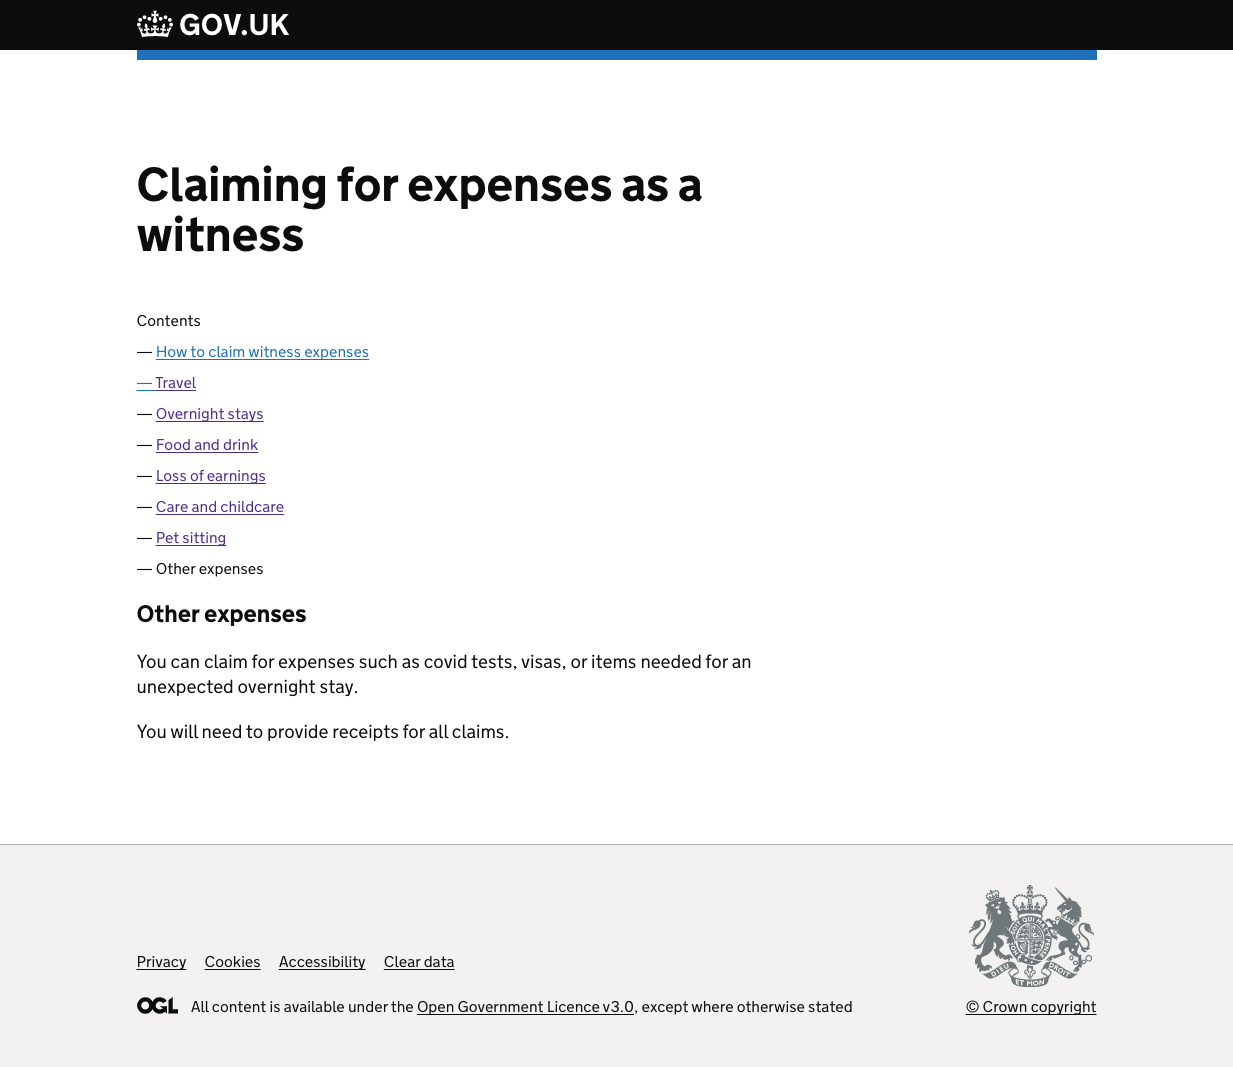 GOV.UK
Claiming for expenses as a
witness
Contents
— How to claim witness expenses
— Travel
— Overnight stays
— Food and drink
— Loss of earnings
— Care and childcare
— Pet sitting
— Other expenses
Other expenses
You can claim for expenses such as covid tests, visas, or items needed for an
unexpected overnight stay.
You will need to provide receipts for all claims.
Privacy Cookies Accessibility Clear data
OGL All content is available under the Open Government Licence v3.0, except where otherwise stated
© Crown copyright